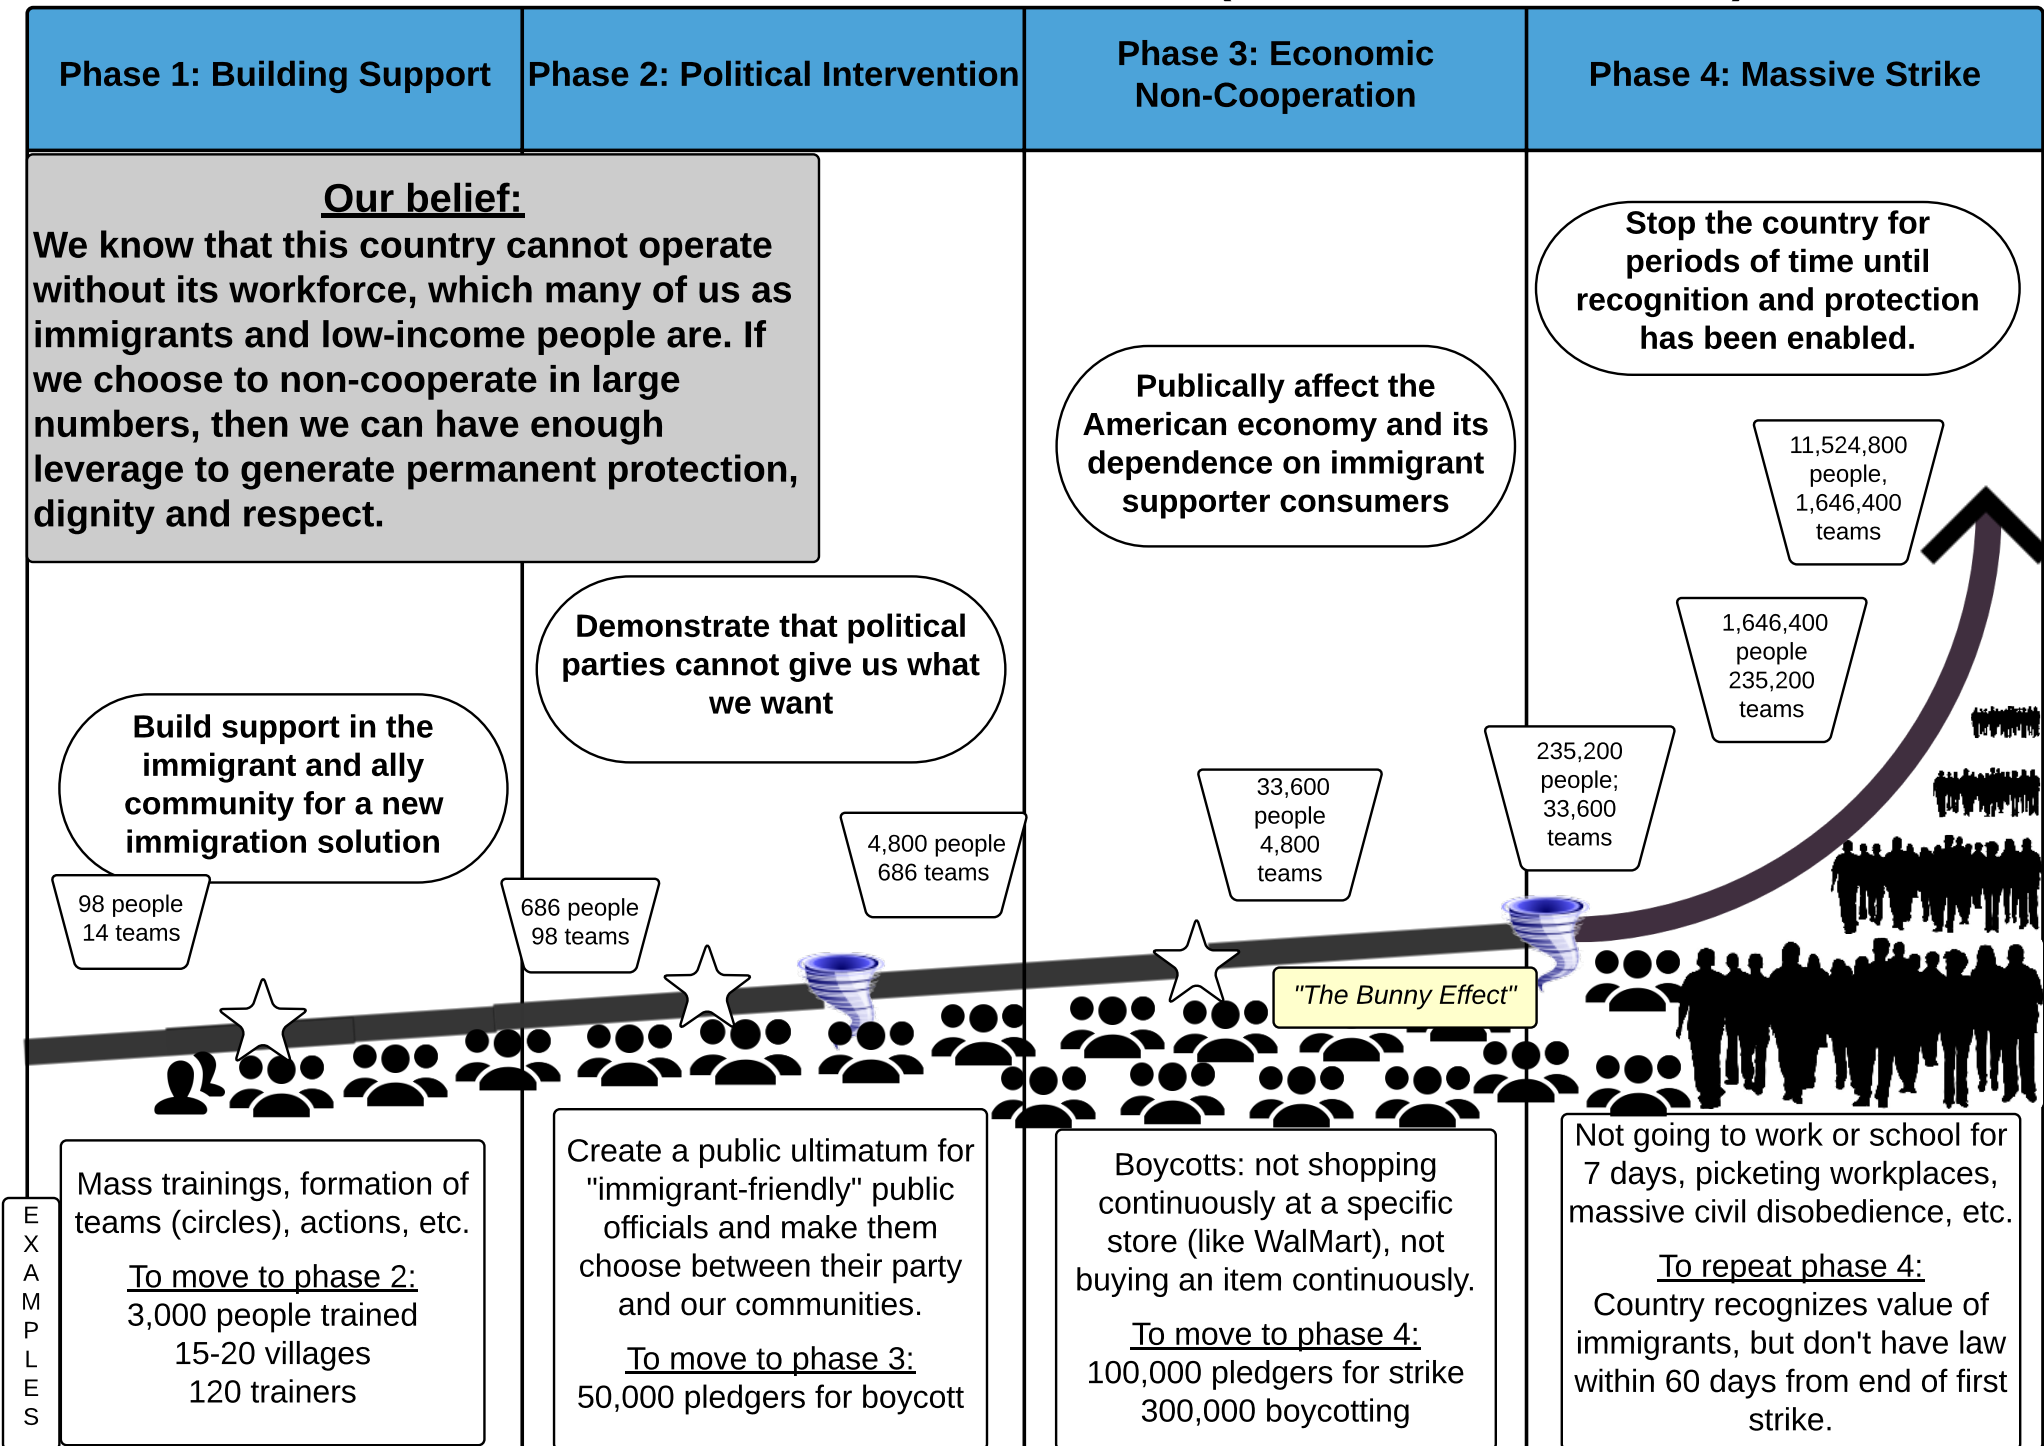 Phase 1: Building Support
Phase 2: Political Intervention
Phase 3: Economic
Non-Cooperation
Phase 4: Massive Strike
Our belief:
We know that this country cannot operate
without its workforce, which many of us as
immigrants and low-income people are. If
we choose to non-cooperate in large
numbers, then we can have enough
leverage to generate permanent protection,
dignity and respect.
Build support in the
immigrant and ally
community for a new
immigration solution
Demonstrate that political
parties cannot give us what
we want
Publically affect the
American economy and its
dependence on immigrant
supporter consumers
Stop the country for
periods of time until
recognition and protection
has been enabled.
98 people
14 teams
686 people
98 teams
4,800 people
686 teams
33,600
people
4,800
teams
235,200
people;
33,600
teams
1,646,400
people
235,200
teams
11,524,800
people,
1,646,400
teams
"The Bunny Effect"
E
X
A
M
P
L
E
S
Mass trainings, formation of
teams (circles), actions, etc.
To move to phase 2:
3,000 people trained
15-20 villages
120 trainers
Create a public ultimatum for
"immigrant-friendly" public
officials and make them
choose between their party
and our communities.
To move to phase 3:
50,000 pledgers for boycott
Boycotts: not shopping
continuously at a specific
store (like WalMart), not
buying an item continuously.
To move to phase 4:
100,000 pledgers for strike
300,000 boycotting
Not going to work or school for
7 days, picketing workplaces,
massive civil disobedience, etc.
To repeat phase 4:
Country recognizes value of
immigrants, but don't have law
within 60 days from end of first
strike.